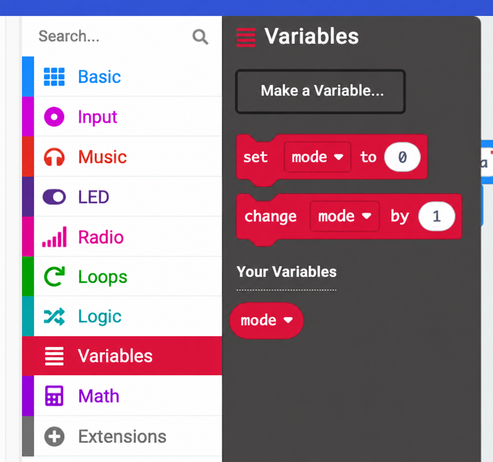 Search...
Basic
Input
Music
LED
Radio
Loops
Logic
Variables
Math
Extensions
Variables
Make a Variable...
set mode to 0
change mode by 1
Your Variables
mode
a